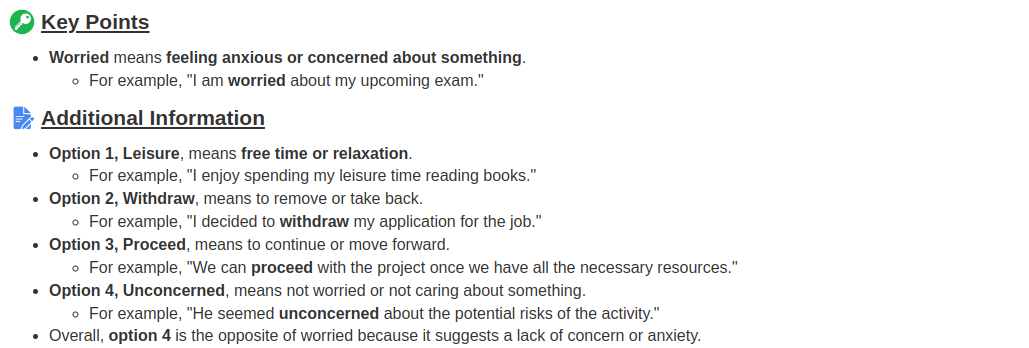 Key Points
Worried means feeling anxious or concerned about something.
For example, "I am worried about my upcoming exam."
Additional Information
Option 1, Leisure, means free time or relaxation.
For example, "I enjoy spending my leisure time reading books."
Option 2, Withdraw, means to remove or take back.
For example, "I decided to withdraw my application for the job."
Option 3, Proceed, means to continue or move forward.
For example, "We can proceed with the project once we have all the necessary resources."
Option 4, Unconcerned, means not worried or not caring about something.
For example, "He seemed unconcerned about the potential risks of the activity."
Overall, option 4 is the opposite of worried because it suggests a lack of concern or anxiety.